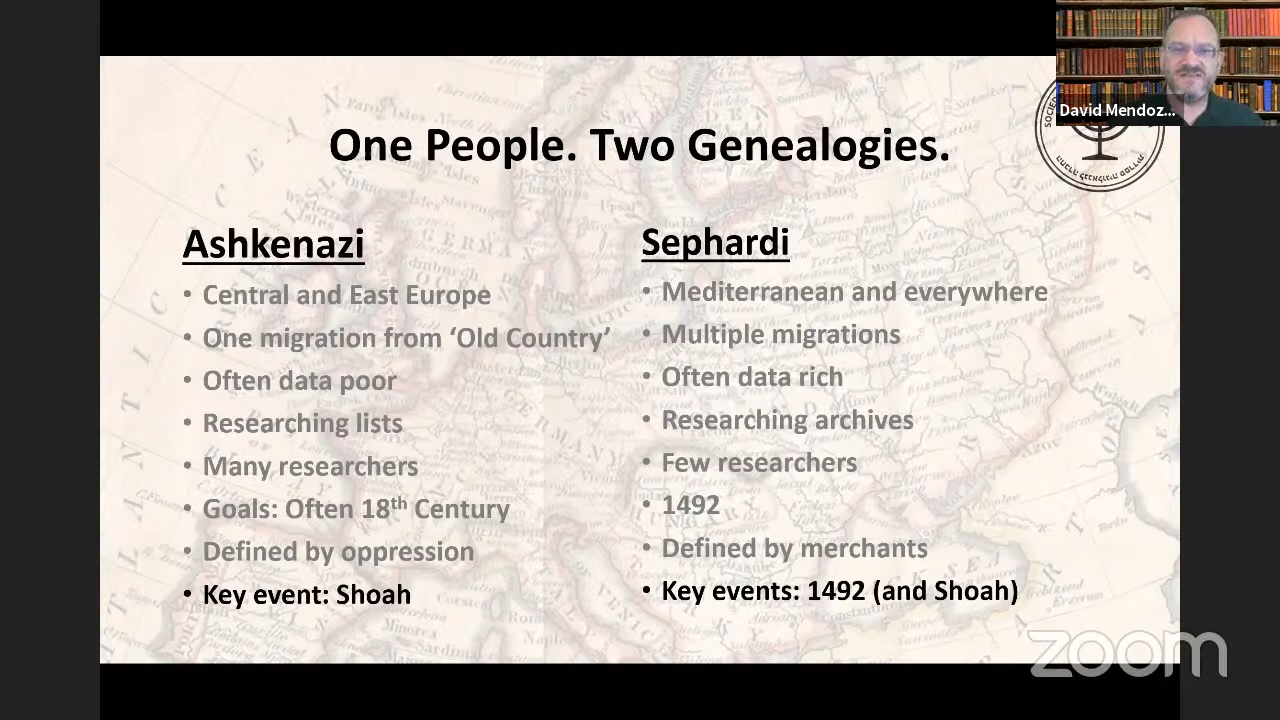 One People. Two Genealogies.
Ashkenazi
• Central and East Europe
• One migration from ‘Old Country’
• Often data poor
• Researching lists
• Many researchers
• Goals: Often 18th Century
• Defined by oppression
• Key event: Shoah
Sephardi
• Mediterranean and everywhere
• Multiple migrations
• Often data rich
• Researching archives
• Few researchers
• 1492
• Defined by merchants
• Key events: 1492 (and Shoah)
David Mendoz...
zoom